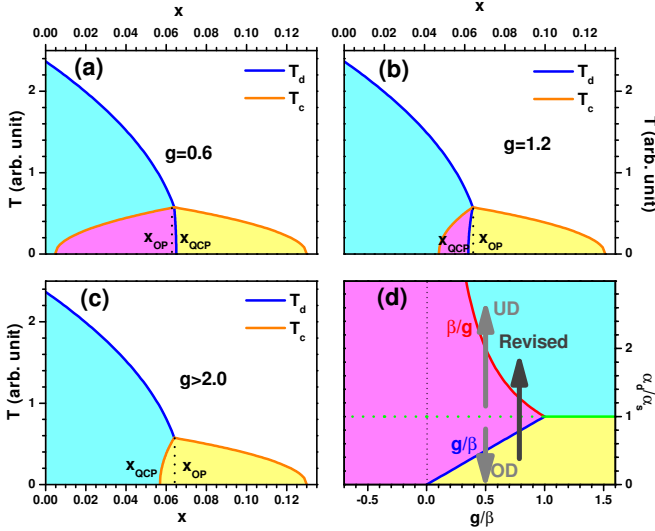 x
x
0.00 0.02 0.04 0.06 0.08 0.10 0.12
0.00 0.02 0.04 0.06 0.08 0.10 0.12
(a)
T_d
T_c
g=0.6
x_OP
x_QCP
T (arb. unit)
2
1
0
(b)
T_d
T_c
g=1.2
x_QCP
x_OP
T (arb. unit)
2
1
0
(c)
T_d
T_c
g>2.0
x_QCP
x_OP
T (arb. unit)
2
1
0
0.00 0.02 0.04 0.06 0.08 0.10 0.12
x
(d)
UD
β/g
Revised
g/β
OD
α_d/α_s
2
1
0
-0.5 0.0 0.5 1.0 1.5
g/β